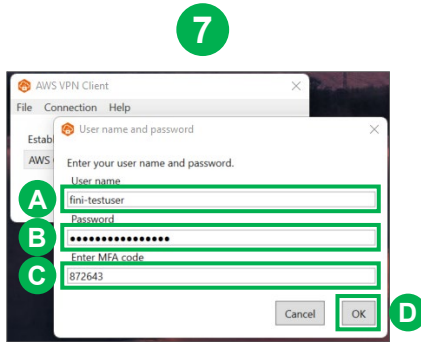 7
AWS VPN Client
File Connection Help
User name and password
Estab
AWS
Enter your user name and password.
User name
A
fini-testuser
Password
B
••••••••••••••••
Enter MFA code
C
872643
Cancel
OK
D